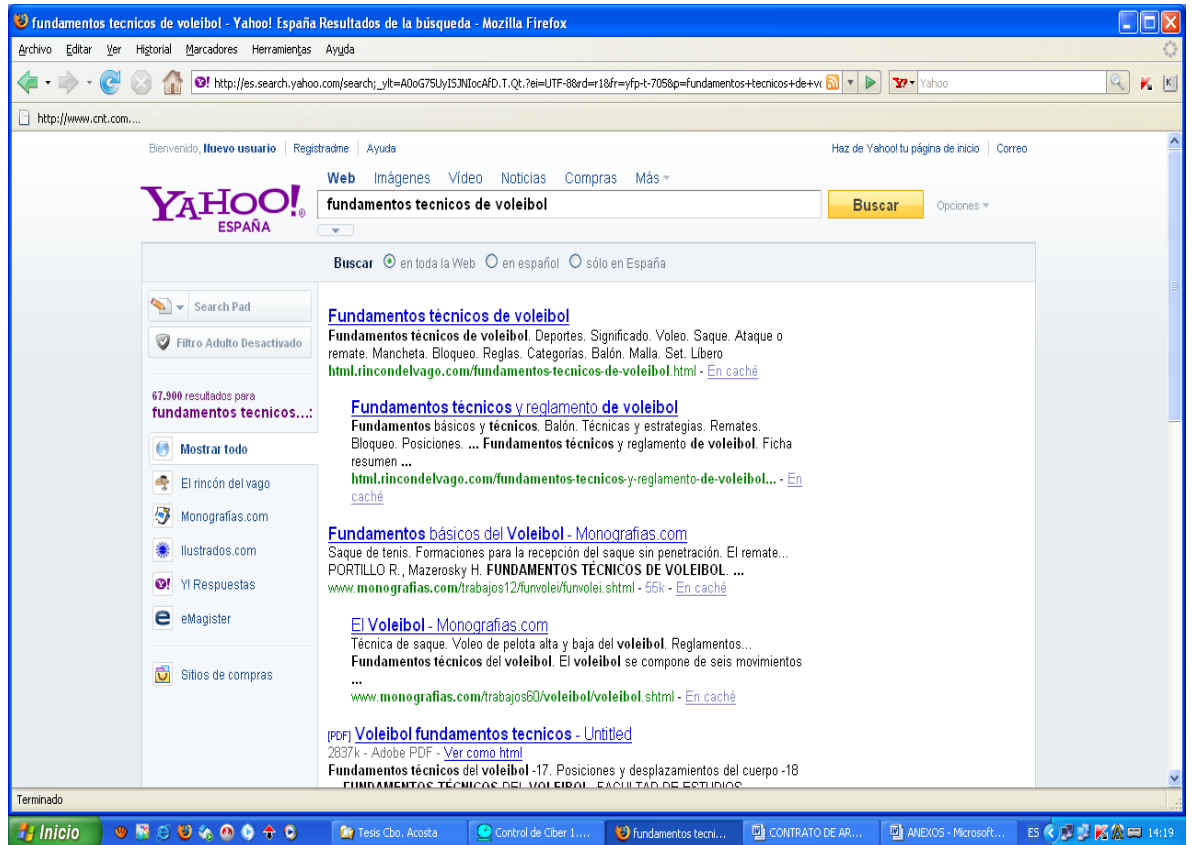 fundamentos tecnicos de voleibol - Yahoo! España Resultados de la búsqueda - Mozilla Firefox
Archivo Editar Ver Historial Marcadores Herramientas Ayuda
http://es.search.yahoo.com/search;_ylt=A0oG75UyI5JNIocAfD.T.Qt.?ei=UTF-8&rd=r1&fr=yfp-t-705&p=fundamentos+tecnicos+de+vo Yahoo
http://www.cnt.com....
Bienvenido, Nuevo usuario Registradme Ayuda Haz de Yahoo! tu página de inicio Correo
Web Imágenes Vídeo Noticias Compras Más
YAHOO!® ESPAÑA
fundamentos tecnicos de voleibol Buscar Opciones
Buscar en toda la Web en español sólo en España
Search Pad
Filtro Adulto Desactivado
67.900 resultados para
fundamentos tecnicos...:
Mostrar todo
El rincón del vago
Monografías.com
Ilustrados.com
Y! Respuestas
eMagister
Sitios de compras
Fundamentos técnicos de voleibol
Fundamentos técnicos de voleibol. Deportes. Significado. Voleo. Saque. Ataque o
remate. Mancheta. Bloqueo. Reglas. Categorías. Balón. Malla. Set. Líbero
html.rincondelvago.com/fundamentos-tecnicos-de-voleibol.html - En caché
Fundamentos técnicos y reglamento de voleibol
Fundamentos básicos y técnicos. Balón. Técnicas y estrategias. Remates.
Bloqueo. Posiciones. ... Fundamentos técnicos y reglamento de voleibol. Ficha
resumen ...
html.rincondelvago.com/fundamentos-tecnicos-y-reglamento-de-voleibol... - En
caché
Fundamentos básicos del Voleibol - Monografias.com
Saque de tenis. Formaciones para la recepción del saque sin penetración. El remate...
PORTILLO R., Mazerosky H. FUNDAMENTOS TÉCNICOS DE VOLEIBOL. ...
www.monografias.com/trabajos12/funvolei/funvolei.shtml - 55k - En caché
El Voleibol - Monografias.com
Técnica de saque. Voleo de pelota alta y baja del voleibol. Reglamentos...
Fundamentos técnicos del voleibol. El voleibol se compone de seis movimientos
...
www.monografias.com/trabajos60/voleibol/voleibol.shtml - En caché
[PDF] Voleibol fundamentos tecnicos - Untitled
2837k - Adobe PDF - Ver como html
Fundamentos técnicos del voleibol -17. Posiciones y desplazamientos del cuerpo -18
FUNDAMENTOS TÉCNICOS DEL VOLEIBOL. FACULTAD DE ESTUDIOS
Terminado
Inicio Tesis Cbo. Acosta Control de Ciber 1.... fundamentos tecni... CONTRATO DE AR... ANEXOS - Microsoft... ES 14:19